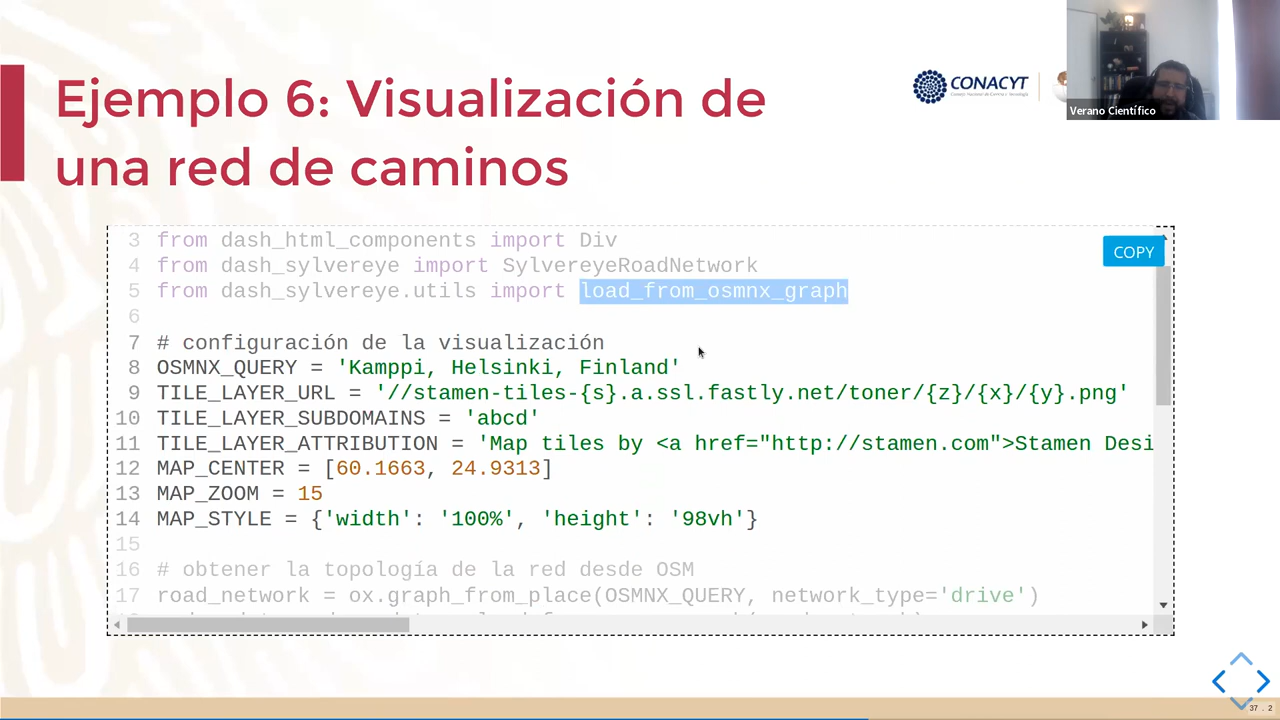 Ejemplo 6: Visualización de
una red de caminos
CONACYT
Consejo Nacional de Ciencia y Tecnología
Verano Científico
COPY
3 from dash_html_components import Div
4 from dash_sylvereye import SylvereyeRoadNetwork
5 from dash_sylvereye.utils import load_from_osmnx_graph
6
7 # configuración de la visualización
8 OSMNX_QUERY = 'Kamppi, Helsinki, Finland'
9 TILE_LAYER_URL = '//stamen-tiles-{s}.a.ssl.fastly.net/toner/{z}/{x}/{y}.png'
10 TILE_LAYER_SUBDOMAINS = 'abcd'
11 TILE_LAYER_ATTRIBUTION = 'Map tiles by <a href="http://stamen.com">Stamen Desi
12 MAP_CENTER = [60.1663, 24.9313]
13 MAP_ZOOM = 15
14 MAP_STYLE = {'width': '100%', 'height': '98vh'}
15
16 # obtener la topología de la red desde OSM
17 road_network = ox.graph_from_place(OSMNX_QUERY, network_type='drive')
37.2